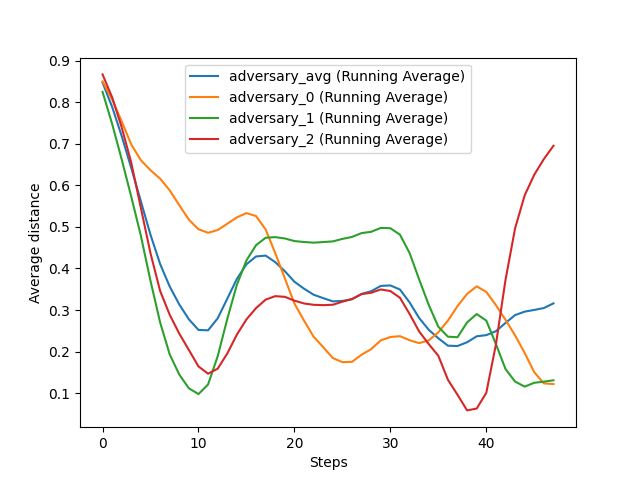 0.9
0.8
0.7
0.6
0.5
0.4
0.3
0.2
0.1
Average distance
adversary_avg (Running Average)
adversary_0 (Running Average)
adversary_1 (Running Average)
adversary_2 (Running Average)
0 10 20 30 40
Steps